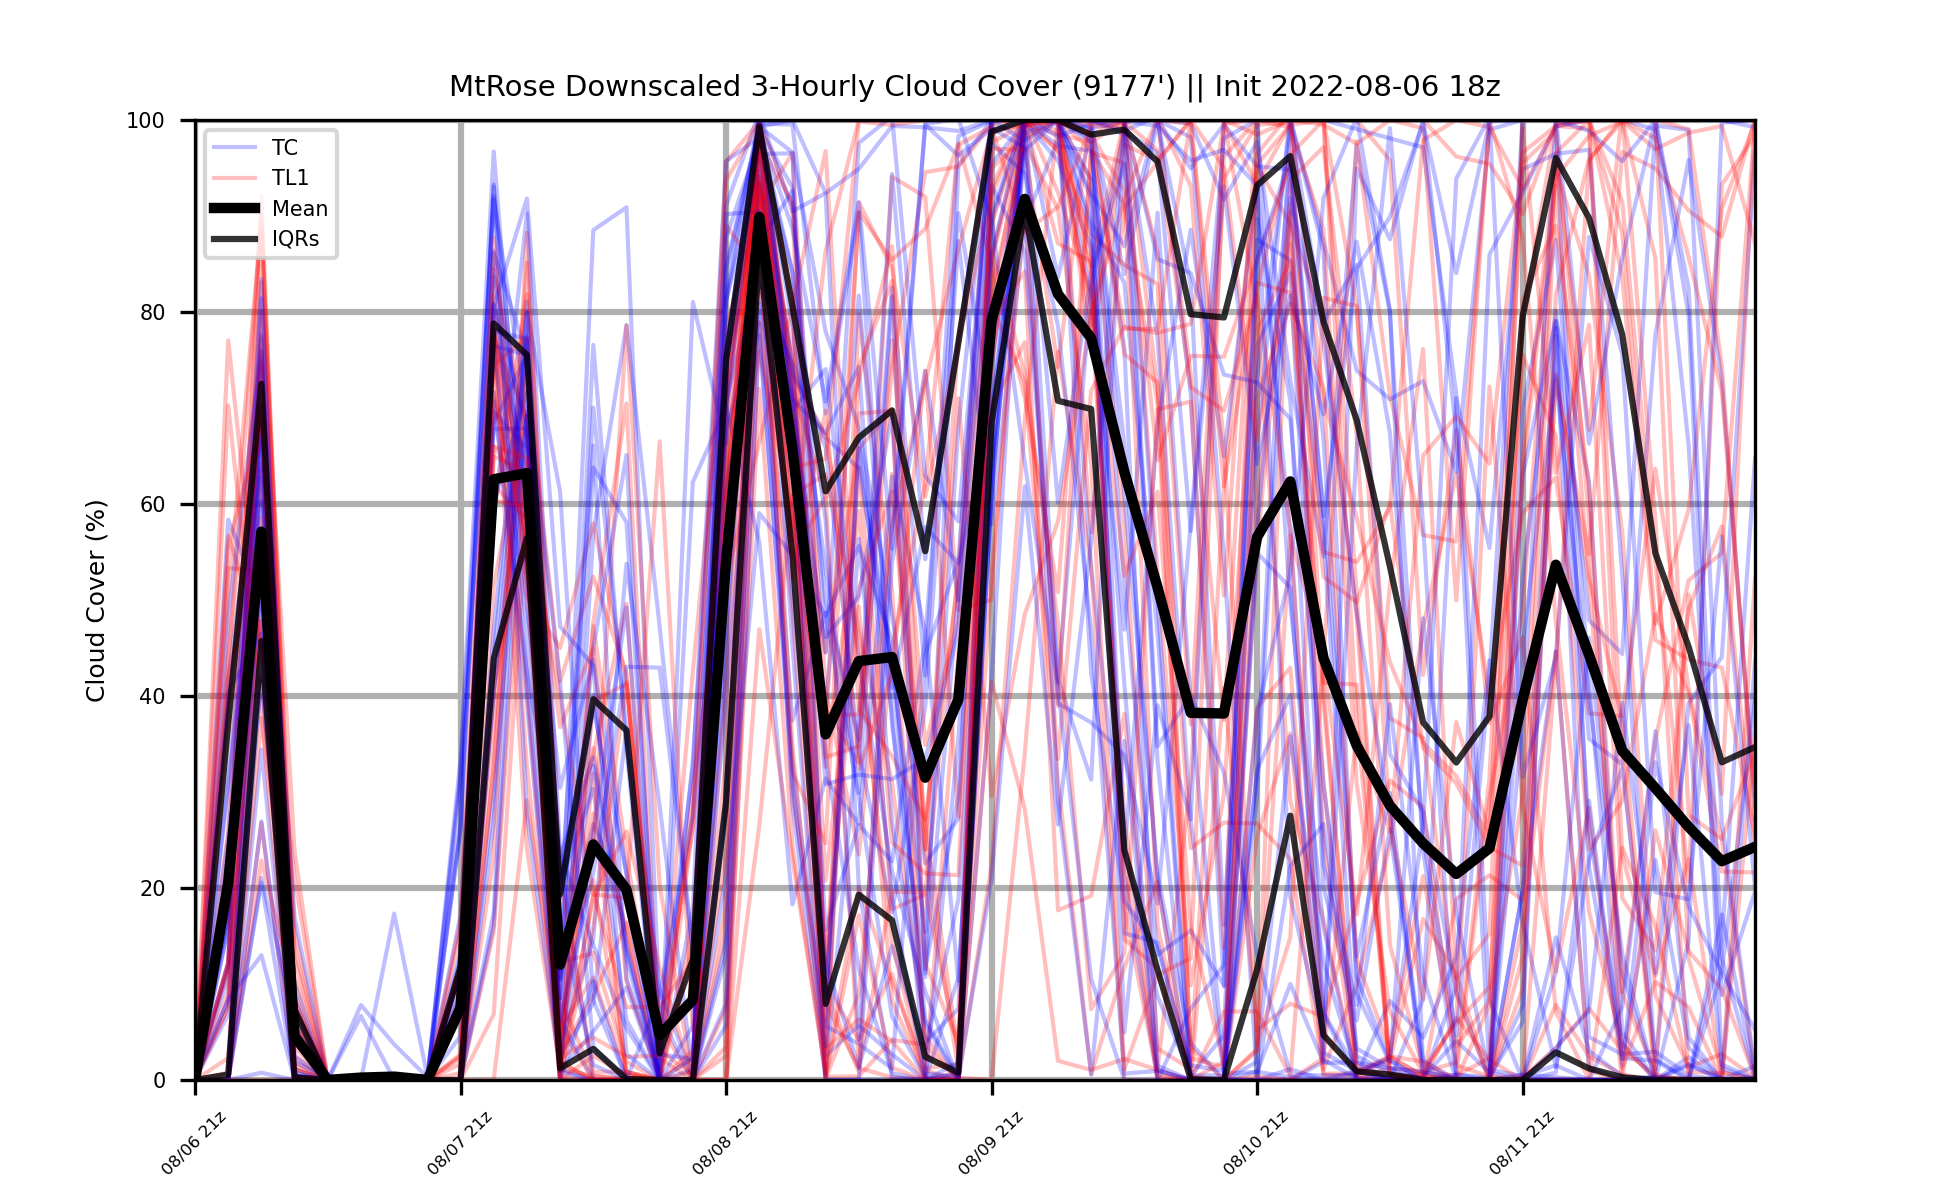 MtRose Downscaled 3-Hourly Cloud Cover (9177') || Init 2022-08-06 18z
TC
TL1
Mean
IQRs
Cloud Cover (%)
100
80
60
40
20
0
08/06 21z
08/07 21z
08/08 21z
08/09 21z
08/10 21z
08/11 21z